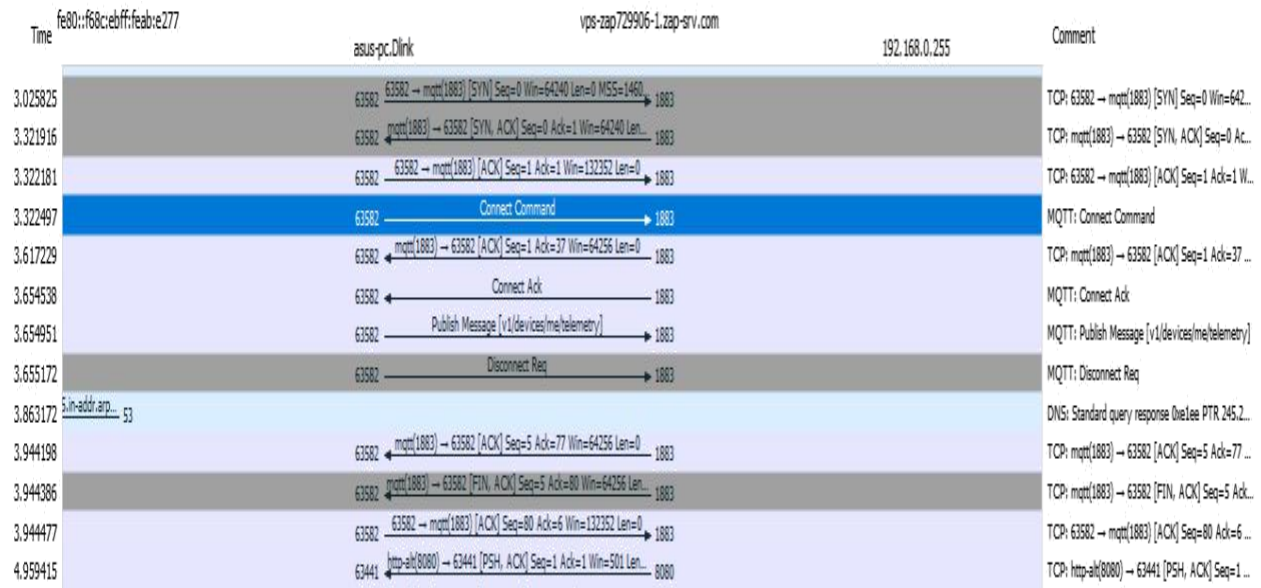 Time fe80::f68c:ebff:feab:e277 asus-pc.Dlink vps-zap729906-1.zap-srv.com 192.168.0.255 Comment
3.025825 63582 63582 → mqtt(1883) [SYN] Seq=0 Win=64240 Len=0 MSS=1460... 1883 TCP: 63582 → mqtt(1883) [SYN] Seq=0 Win=642...
3.321916 63582 mqtt(1883) → 63582 [SYN, ACK] Seq=0 Ack=1 Win=64240 Len... 1883 TCP: mqtt(1883) → 63582 [SYN, ACK] Seq=0 Ac...
3.322181 63582 63582 → mqtt(1883) [ACK] Seq=1 Ack=1 Win=132352 Len=0 1883 TCP: 63582 → mqtt(1883) [ACK] Seq=1 Ack=1 W...
3.322497 63582 Connect Command 1883 MQTT: Connect Command
3.617229 63582 mqtt(1883) → 63582 [ACK] Seq=1 Ack=37 Win=64256 Len=0 1883 TCP: mqtt(1883) → 63582 [ACK] Seq=1 Ack=37 ...
3.654538 63582 Connect Ack 1883 MQTT: Connect Ack
3.654951 63582 Publish Message [v1/devices/me/telemetry] 1883 MQTT: Publish Message [v1/devices/me/telemetry]
3.655172 63582 Disconnect Req 1883 MQTT: Disconnect Req
3.863172 5.in-addr.arp... 53 DNS: Standard query response 0xe1ee PTR 245.2...
3.944198 63582 mqtt(1883) → 63582 [ACK] Seq=5 Ack=77 Win=64256 Len=0 1883 TCP: mqtt(1883) → 63582 [ACK] Seq=5 Ack=77 ...
3.944386 63582 mqtt(1883) → 63582 [FIN, ACK] Seq=5 Ack=80 Win=64256 Len... 1883 TCP: mqtt(1883) → 63582 [FIN, ACK] Seq=5 Ack...
3.944477 63582 63582 → mqtt(1883) [ACK] Seq=80 Ack=6 Win=132352 Len=0 1883 TCP: 63582 → mqtt(1883) [ACK] Seq=80 Ack=6 ...
4.959415 63441 http-alt(8080) → 63441 [PSH, ACK] Seq=1 Ack=1 Win=501 Len... 8080 TCP: http-alt(8080) → 63441 [PSH, ACK] Seq=1 ...